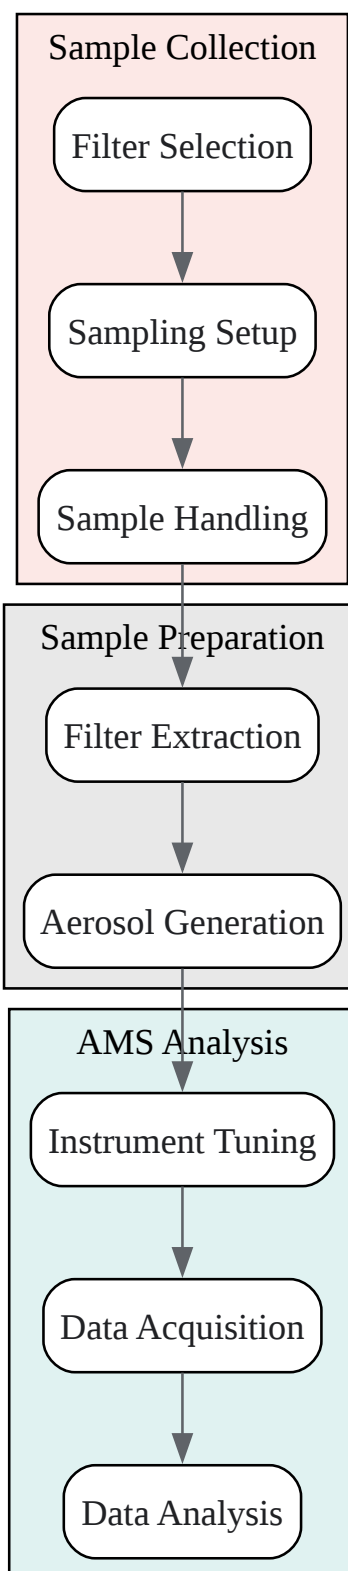 Sample Collection
Filter Selection
Sampling Setup
Sample Handling
Sample Preparation
Filter Extraction
Aerosol Generation
AMS Analysis
Instrument Tuning
Data Acquisition
Data Analysis